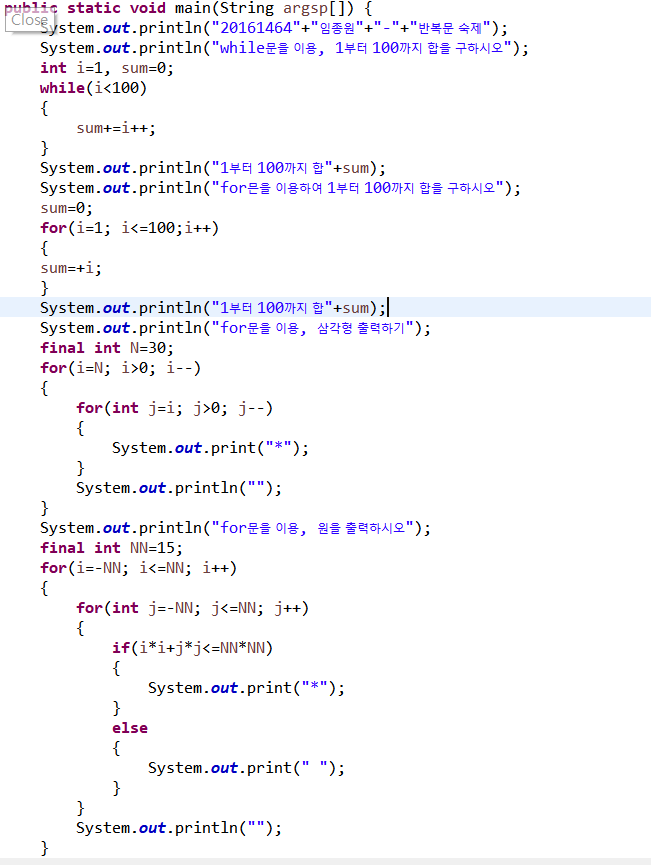 public static void main(String argsp[]) {
Close
System.out.println("20161464"+"임종원"+"-"+"반복문 숙제");
System.out.println("while문을 이용, 1부터 100까지 합을 구하시오");
int i=1, sum=0;
while(i<100)
{
sum+=i++;
}
System.out.println("1부터 100까지 합"+sum);
System.out.println("for문을 이용하여 1부터 100까지 합을 구하시오");
sum=0;
for(i=1; i<=100;i++)
{
sum=+i;
}
System.out.println("1부터 100까지 합"+sum);
System.out.println("for문을 이용, 삼각형 출력하기");
final int N=30;
for(i=N; i>0; i--)
{
for(int j=i; j>0; j--)
{
System.out.print("*");
}
System.out.println("");
}
System.out.println("for문을 이용, 원을 출력하시오");
final int NN=15;
for(i=-NN; i<=NN; i++)
{
for(int j=-NN; j<=NN; j++)
{
if(i*i+j*j<=NN*NN)
{
System.out.print("*");
}
else
{
System.out.print(" ");
}
}
System.out.println("");
}